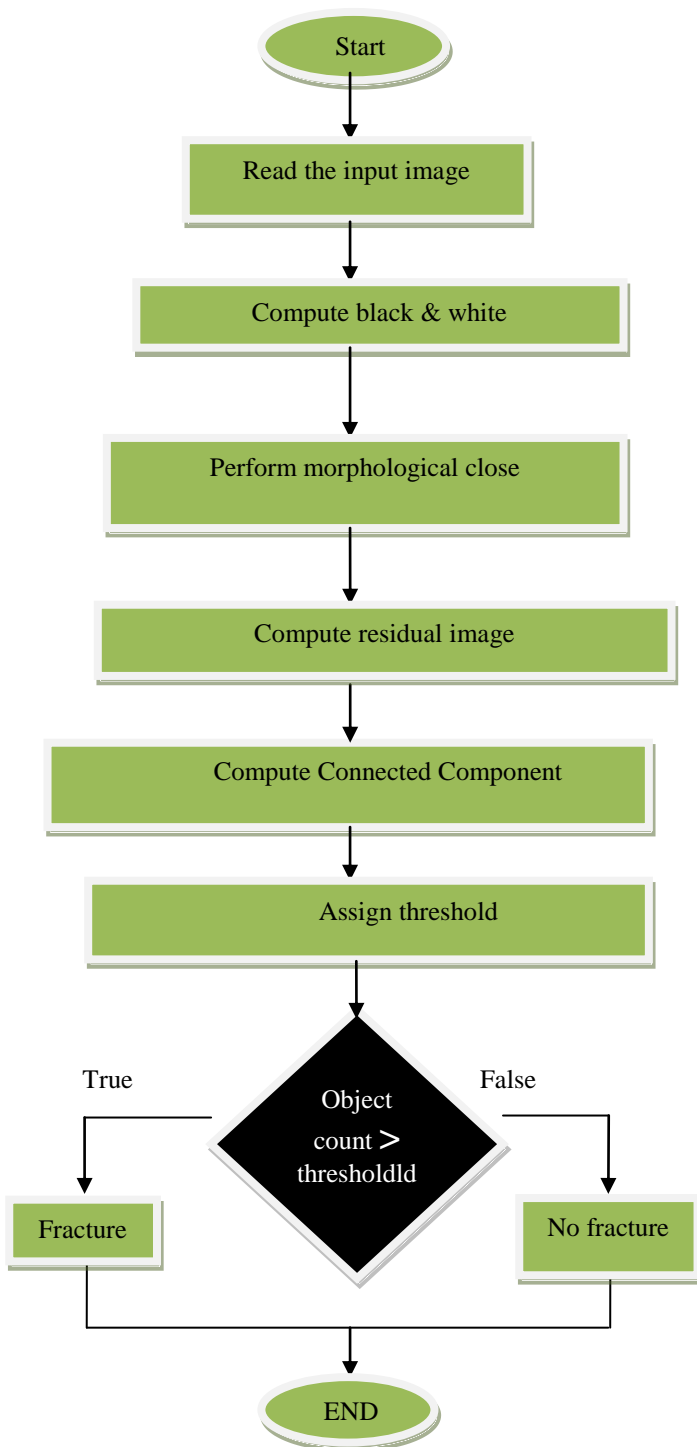 Start
Read the input image
Compute black & white
Perform morphological close
Compute residual image
Compute Connected Component
Assign threshold
True
False
Object
count >
thresholdld
Fracture
No fracture
END